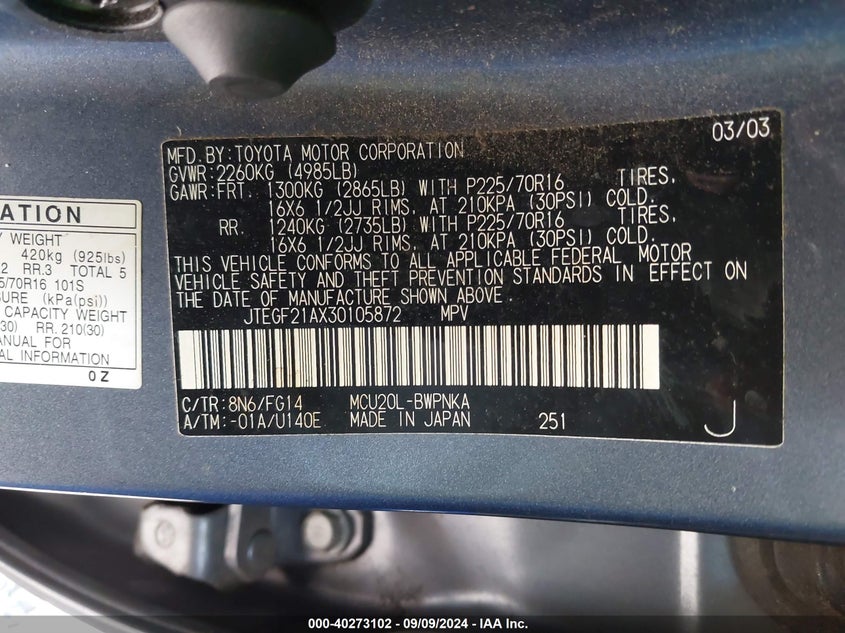 03/03
MFD.BY:TOYOTA MOTOR CORPORATION
GVWR:2260KG (4985LB)
GAWR:FRT. 1300KG (2865LB) WITH P225/70R16 TIRES,
16X6 1/2JJ RIMS, AT 210KPA (30PSI) COLD.
RR. 1240KG (2735LB) WITH P225/70R16 TIRES,
16X6 1/2JJ RIMS, AT 210KPA (30PSI) COLD.
THIS VEHICLE CONFORMS TO ALL APPLICABLE FEDERAL MOTOR
VEHICLE SAFETY AND THEFT PREVENTION STANDARDS IN EFFECT ON
THE DATE OF MANUFACTURE SHOWN ABOVE.
JTEGF21AX30105872 MPV
C/TR: 8N6/FG14 MCU20L-BWPNKA
A/TM:-01A/U140E MADE IN JAPAN 251 J
ATION
Y WEIGHT
420kg (925lbs)
2 RR.3 TOTAL 5
5/70R16 101S
SURE (kPa(psi))
CAPACITY WEIGHT
30) RR. 210(30)
ANUAL FOR
AL INFORMATION
0Z
000-40273102 - 09/09/2024 - IAA Inc.